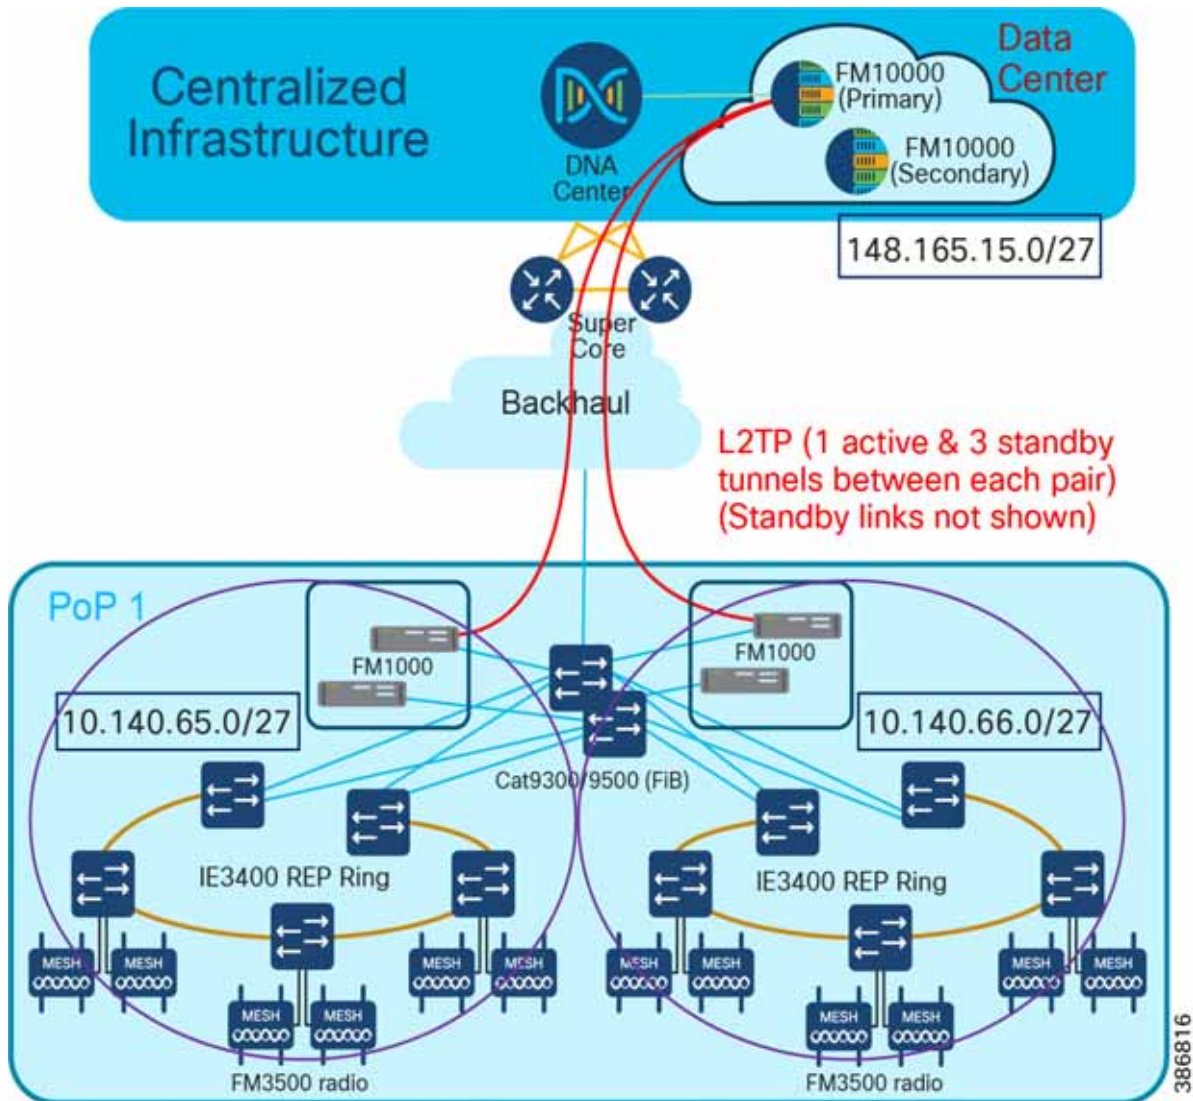 Centralized
Infrastructure
DNA
Center
Data
Center
FM10000
(Primary)
FM10000
(Secondary)
148.165.15.0/27
Super
Core
Backhaul
L2TP (1 active & 3 standby
tunnels between each pair)
(Standby links not shown)
PoP 1
FM1000
FM1000
10.140.65.0/27
10.140.66.0/27
Cat9300/9500 (FiB)
IE3400 REP Ring
IE3400 REP Ring
MESH
MESH
MESH
MESH
MESH
MESH
MESH
MESH
MESH
MESH
MESH
MESH
FM3500 radio
FM3500 radio
386816